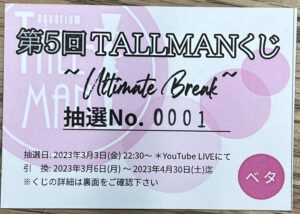 aquarium
TALL
MAN
第5回 TALLMANくじ
~Ultimate Break~
抽選No. 0001
抽選日: 2023年3月3日(金) 22:30～ ＊YouTube LIVEにて
引　換: 2023年3月6日(月) ～ 2023年4月30日(土)迄
※くじの詳細は裏面をご確認下さい
ベタ